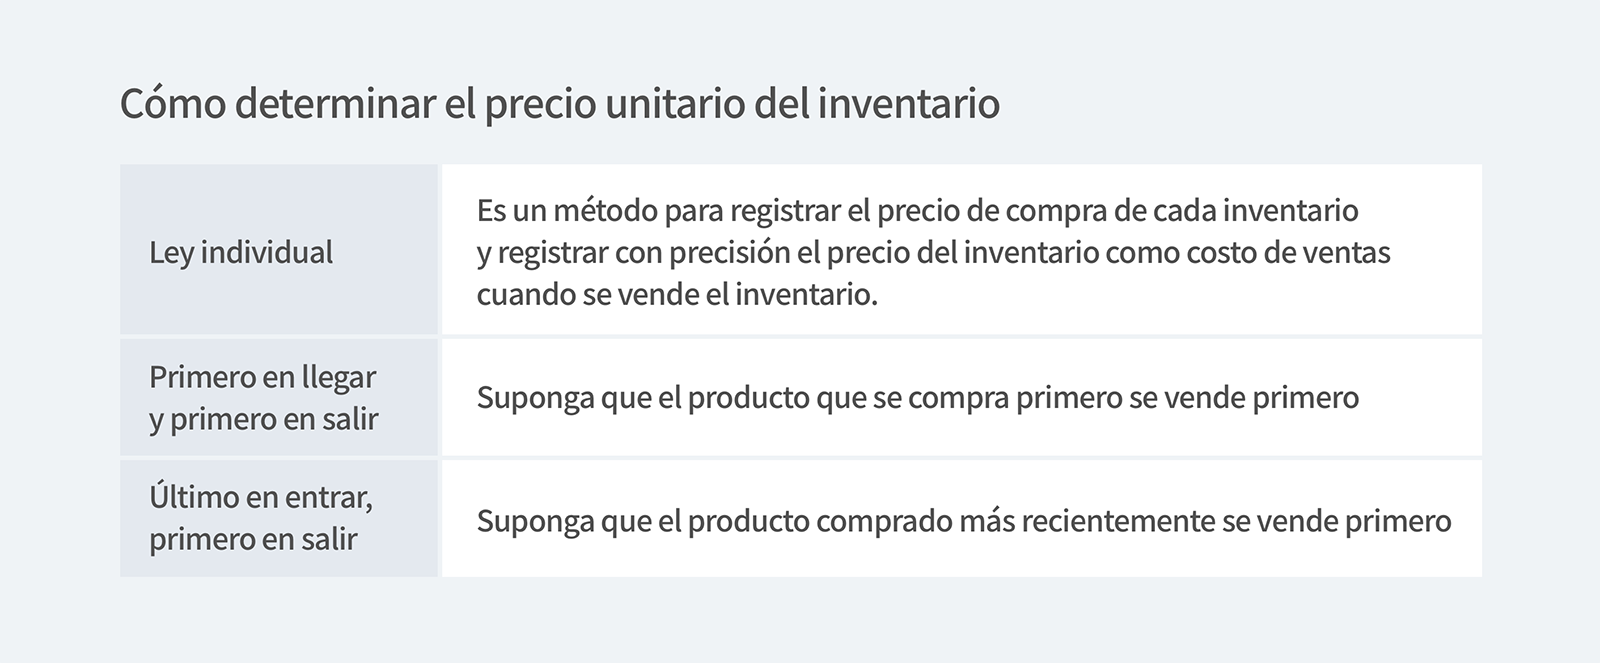 Cómo determinar el precio unitario del inventario
Ley individual
Es un método para registrar el precio de compra de cada inventario
y registrar con precisión el precio del inventario como costo de ventas
cuando se vende el inventario.
Primero en llegar
y primero en salir
Suponga que el producto que se compra primero se vende primero
Último en entrar,
primero en salir
Suponga que el producto comprado más recientemente se vende primero